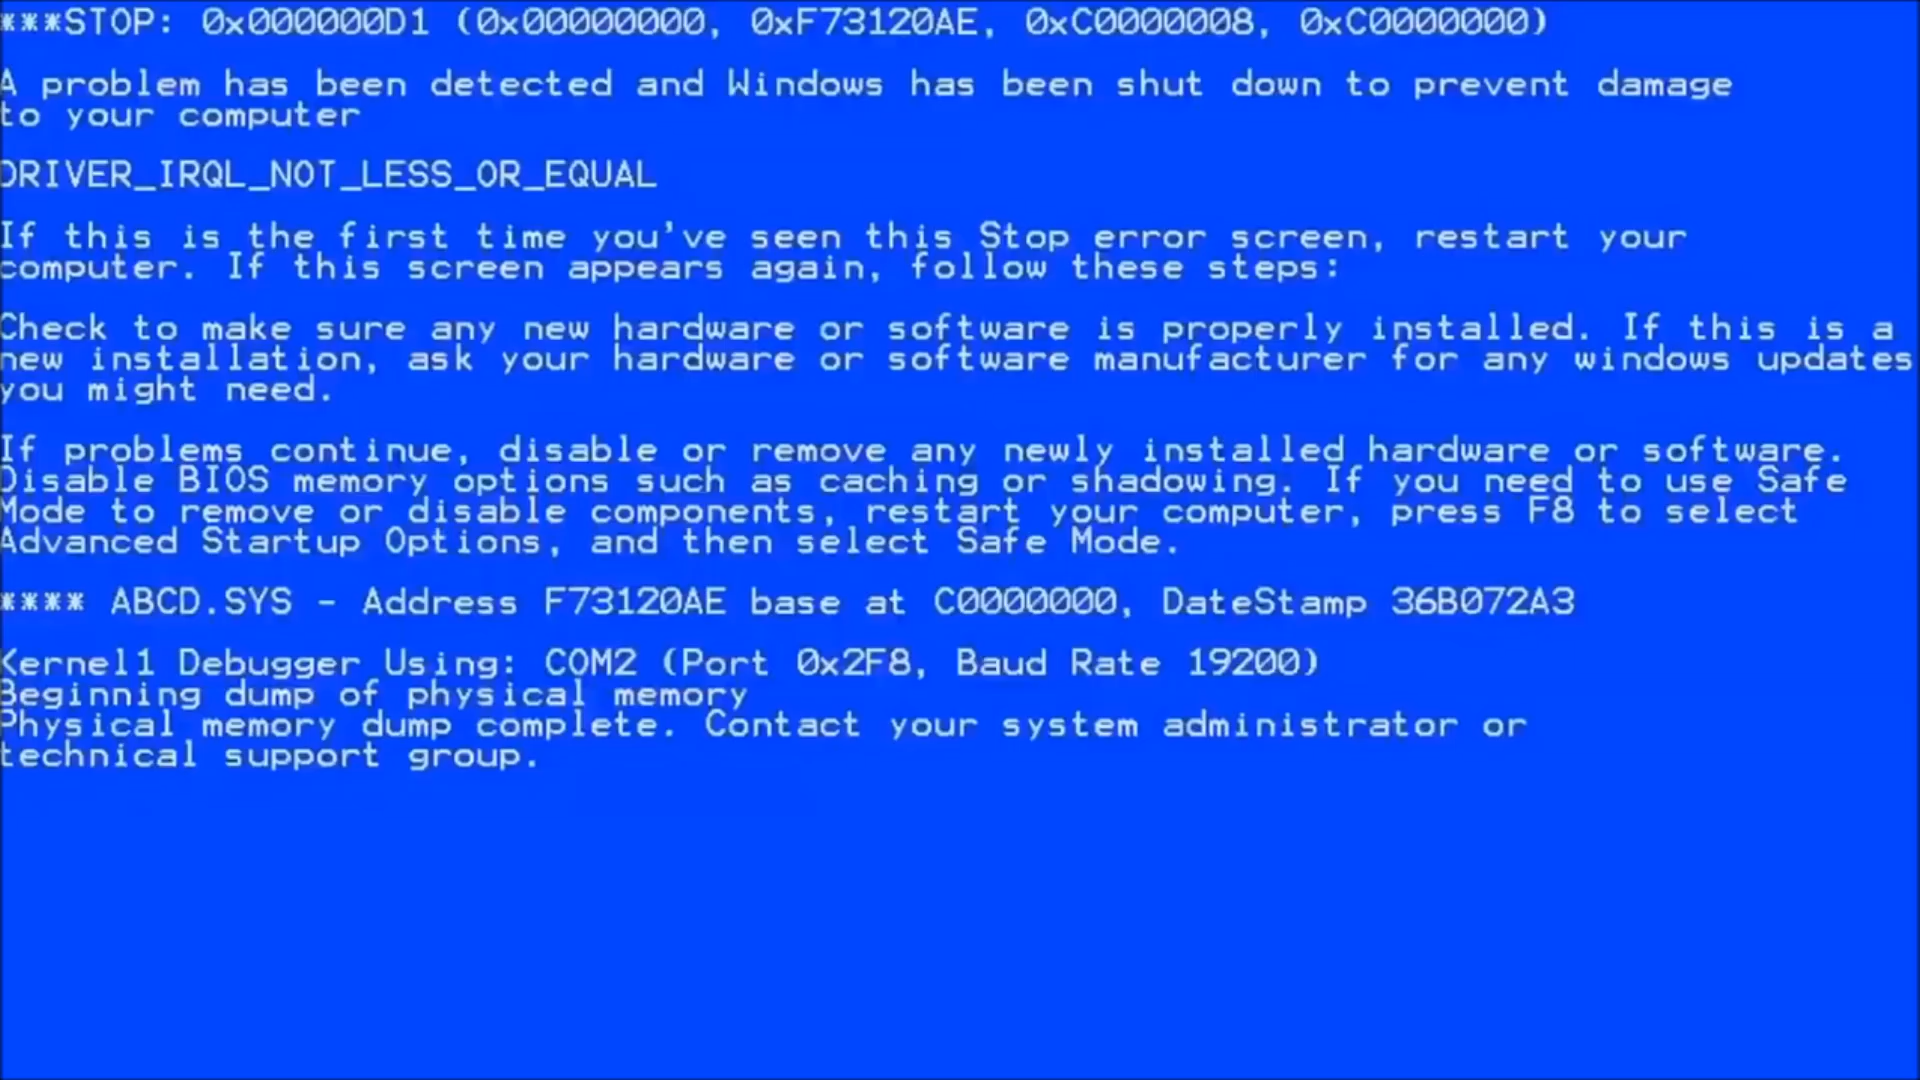 ***STOP: 0x000000D1 (0x00000000, 0xF73120AE, 0xC0000008, 0xC0000000)
A problem has been detected and Windows has been shut down to prevent damage
to your computer
DRIVER_IRQL_NOT_LESS_OR_EQUAL
If this is the first time you've seen this Stop error screen, restart your
computer. If this screen appears again, follow these steps:
Check to make sure any new hardware or software is properly installed. If this is a
new installation, ask your hardware or software manufacturer for any windows updates
you might need.
If problems continue, disable or remove any newly installed hardware or software.
Disable BIOS memory options such as caching or shadowing. If you need to use Safe
Mode to remove or disable components, restart your computer, press F8 to select
Advanced Startup Options, and then select Safe Mode.
**** ABCD.SYS - Address F73120AE base at C0000000, DateStamp 36B072A3
Kernel1 Debugger Using: COM2 (Port 0x2F8, Baud Rate 19200)
Beginning dump of physical memory
Physical memory dump complete. Contact your system administrator or
technical support group.